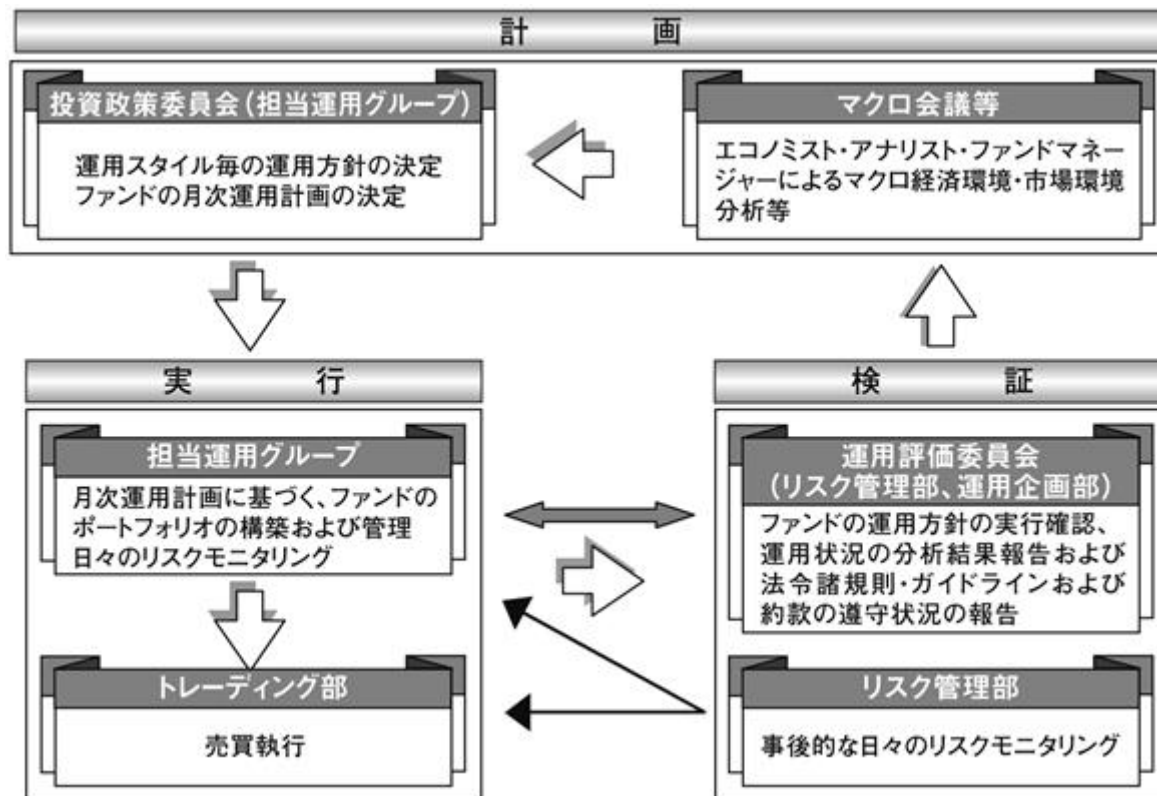 計画
投資政策委員会(担当運用グループ)
運用スタイル毎の運用方針の決定
ファンドの月次運用計画の決定
マクロ会議等
エコノミスト・アナリスト・ファンドマネー
ジャーによるマクロ経済環境・市場環境
分析等
実行
担当運用グループ
月次運用計画に基づく、ファンドの
ポートフォリオの構築および管理
日々のリスクモニタリング
トレーディング部
売買執行
検証
運用評価委員会
(リスク管理部、運用企画部)
ファンドの運用方針の実行確認、
運用状況の分析結果報告および
法令諸規則・ガイドラインおよび
約款の遵守状況の報告
リスク管理部
事後的な日々のリスクモニタリング